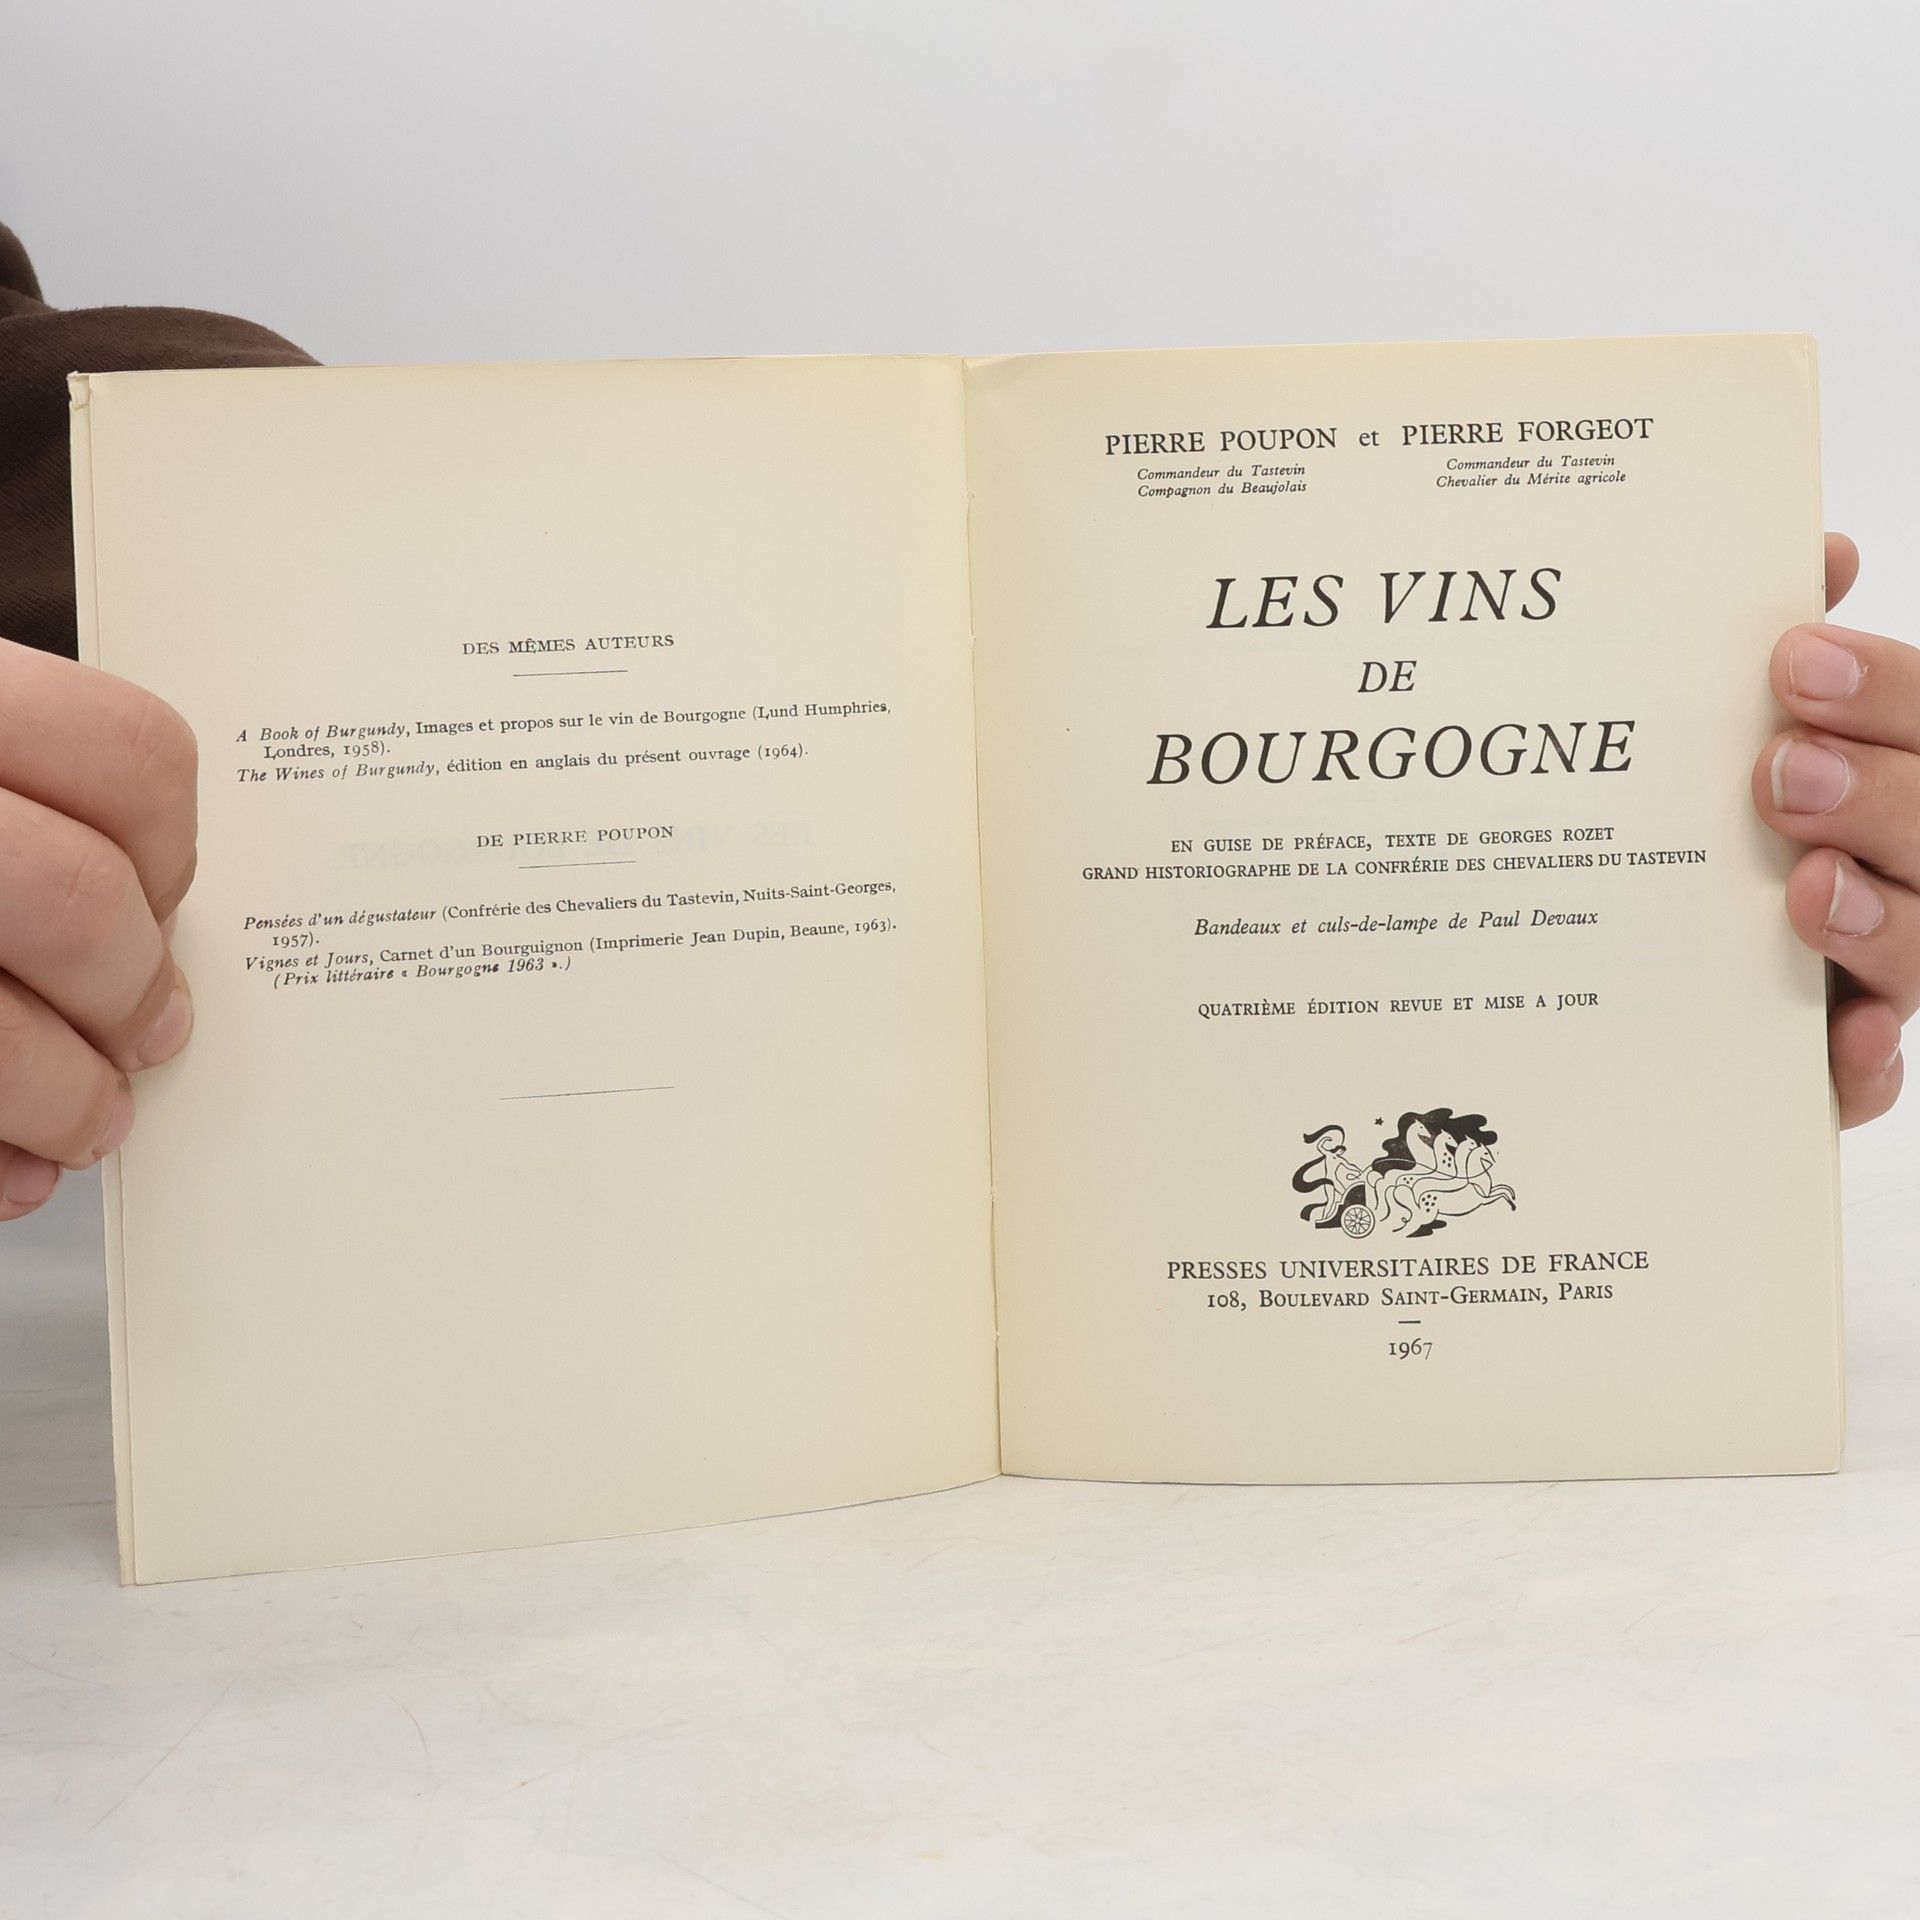 DES MÊMES AUTEURS
A Book of Burgundy, Images et propos sur le vin de Bourgogne (Lund Humphries,
Londres, 1958).
The Wines of Burgundy, édition en anglais du présent ouvrage (1964).
DE PIERRE POUPON
Pensées d'un dégustateur (Confrérie des Chevaliers du Tastevin, Nuits-Saint-Georges,
1957).
Vignes et Jours, Carnet d'un Bourguignon (Imprimerie Jean Dupin, Beaune, 1963).
(Prix littéraire « Bourgogne 1963 ».)
PIERRE POUPON et PIERRE FORGEOT
Commandeur du Tastevin Commandeur du Tastevin
Compagnon du Beaujolais Chevalier du Mérite agricole
LES VINS
DE
BOURGOGNE
EN GUISE DE PRÉFACE, TEXTE DE GEORGES ROZET
GRAND HISTORIOGRAPHE DE LA CONFRÉRIE DES CHEVALIERS DU TASTEVIN
Bandeaux et culs-de-lampe de Paul Devaux
QUATRIÈME ÉDITION REVUE ET MISE A JOUR
PRESSES UNIVERSITAIRES DE FRANCE
108, BOULEVARD SAINT-GERMAIN, PARIS
1967